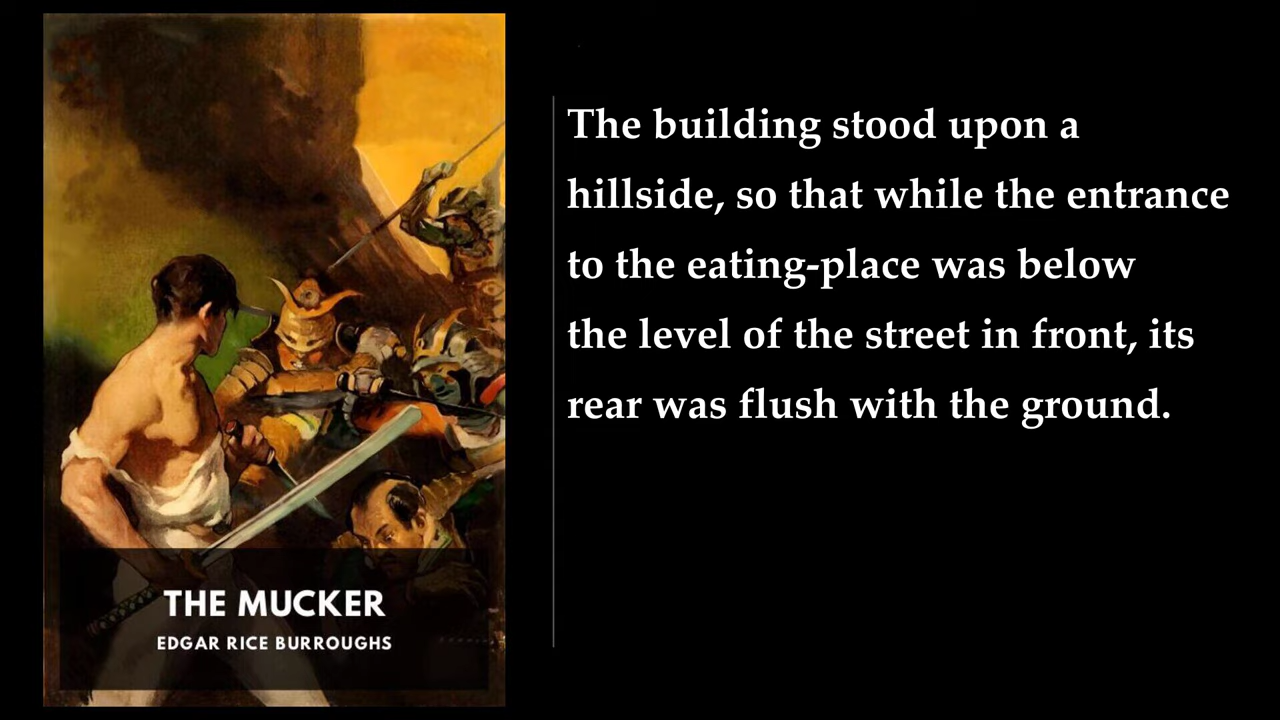 THE MUCKER
EDGAR RICE BURROUGHS
The building stood upon a
hillside, so that while the entrance
to the eating-place was below
the level of the street in front, its
rear was flush with the ground.